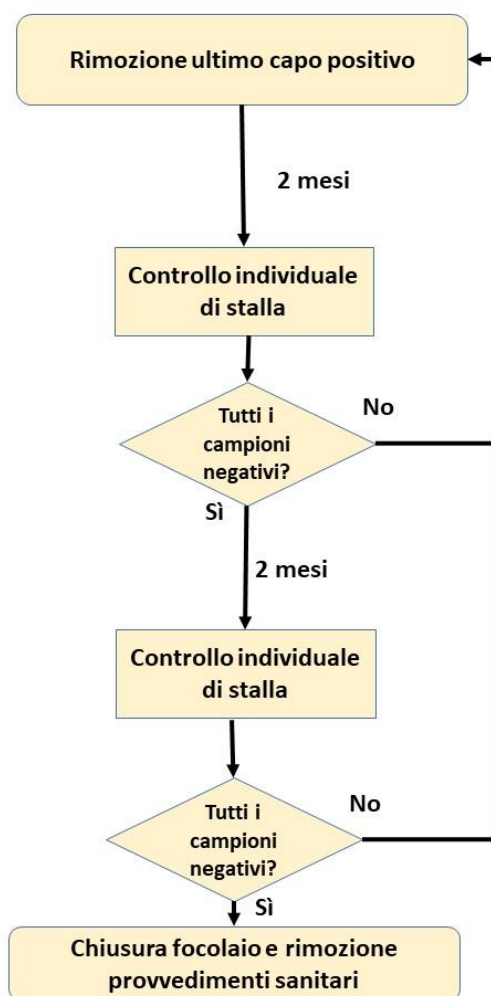 Rimozione ultimo capo positivo
2 mesi
Controllo individuale
di stalla
Tutti i
campioni
negativi?
No
Sì
2 mesi
Controllo individuale
di stalla
Tutti i
campioni
negativi?
No
Sì
Chiusura focolaio e rimozione
provvedimenti sanitari